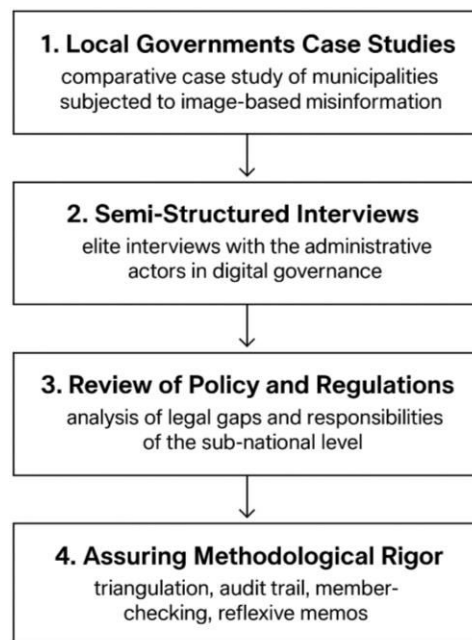 1. Local Governments Case Studies
comparative case study of municipalities
subjected to image-based misinformation
2. Semi-Structured Interviews
elite interviews with the administrative
actors in digital governance
3. Review of Policy and Regulations
analysis of legal gaps and responsibilities
of the sub-national level
4. Assuring Methodological Rigor
triangulation, audit trail, member-
checking, reflexive memos